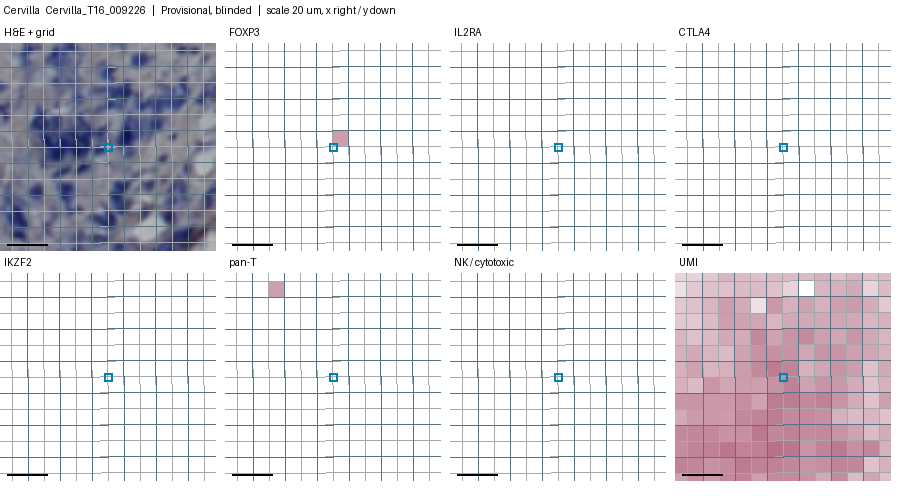 Cervilla Cervilla_T16_009226 | Provisional, blinded | scale 20 um, x right / y down
H&E + grid
FOXP3
IL2RA
CTLA4
IKZF2
pan-T
NK / cytotoxic
UMI